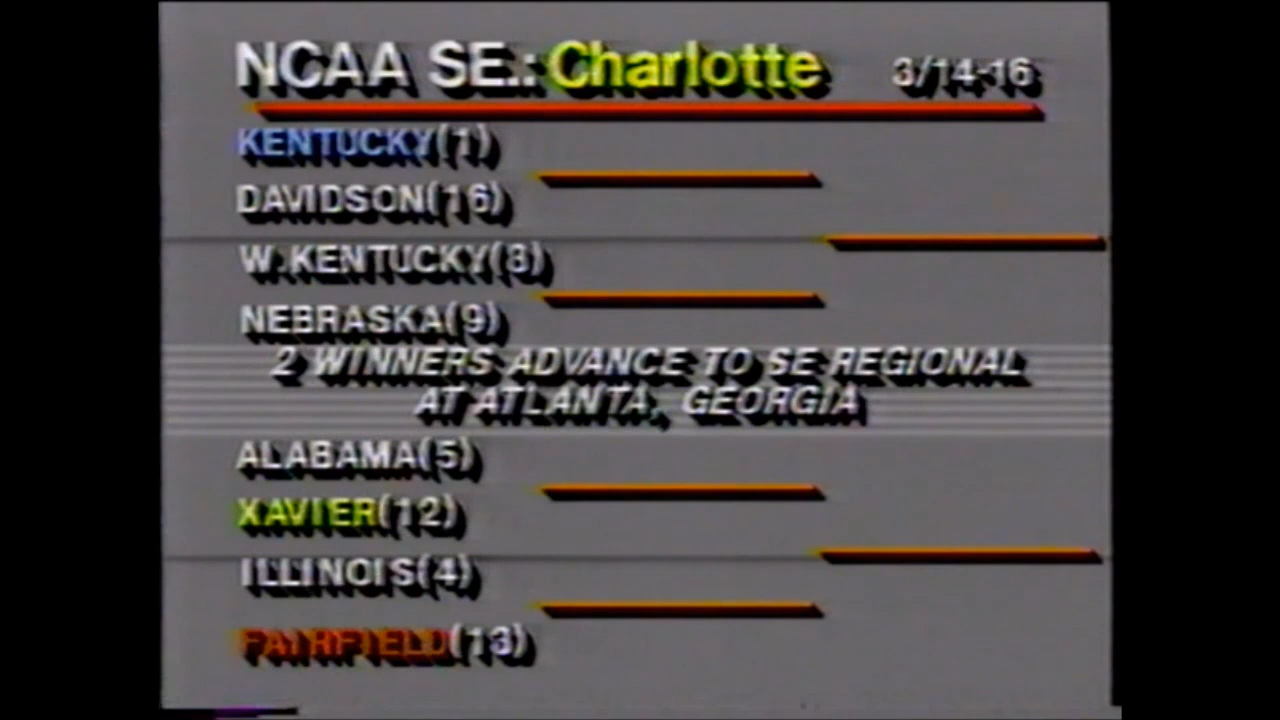 NCAA SE.: Charlotte 3/14-16
KENTUCKY(1)
DAVIDSON(16)
W.KENTUCKY(8)
NEBRASKA(9)
2 WINNERS ADVANCE TO SE REGIONAL
AT ATLANTA, GEORGIA
ALABAMA(5)
XAVIER(12)
ILLINOIS(4)
FAIRFIELD(13)